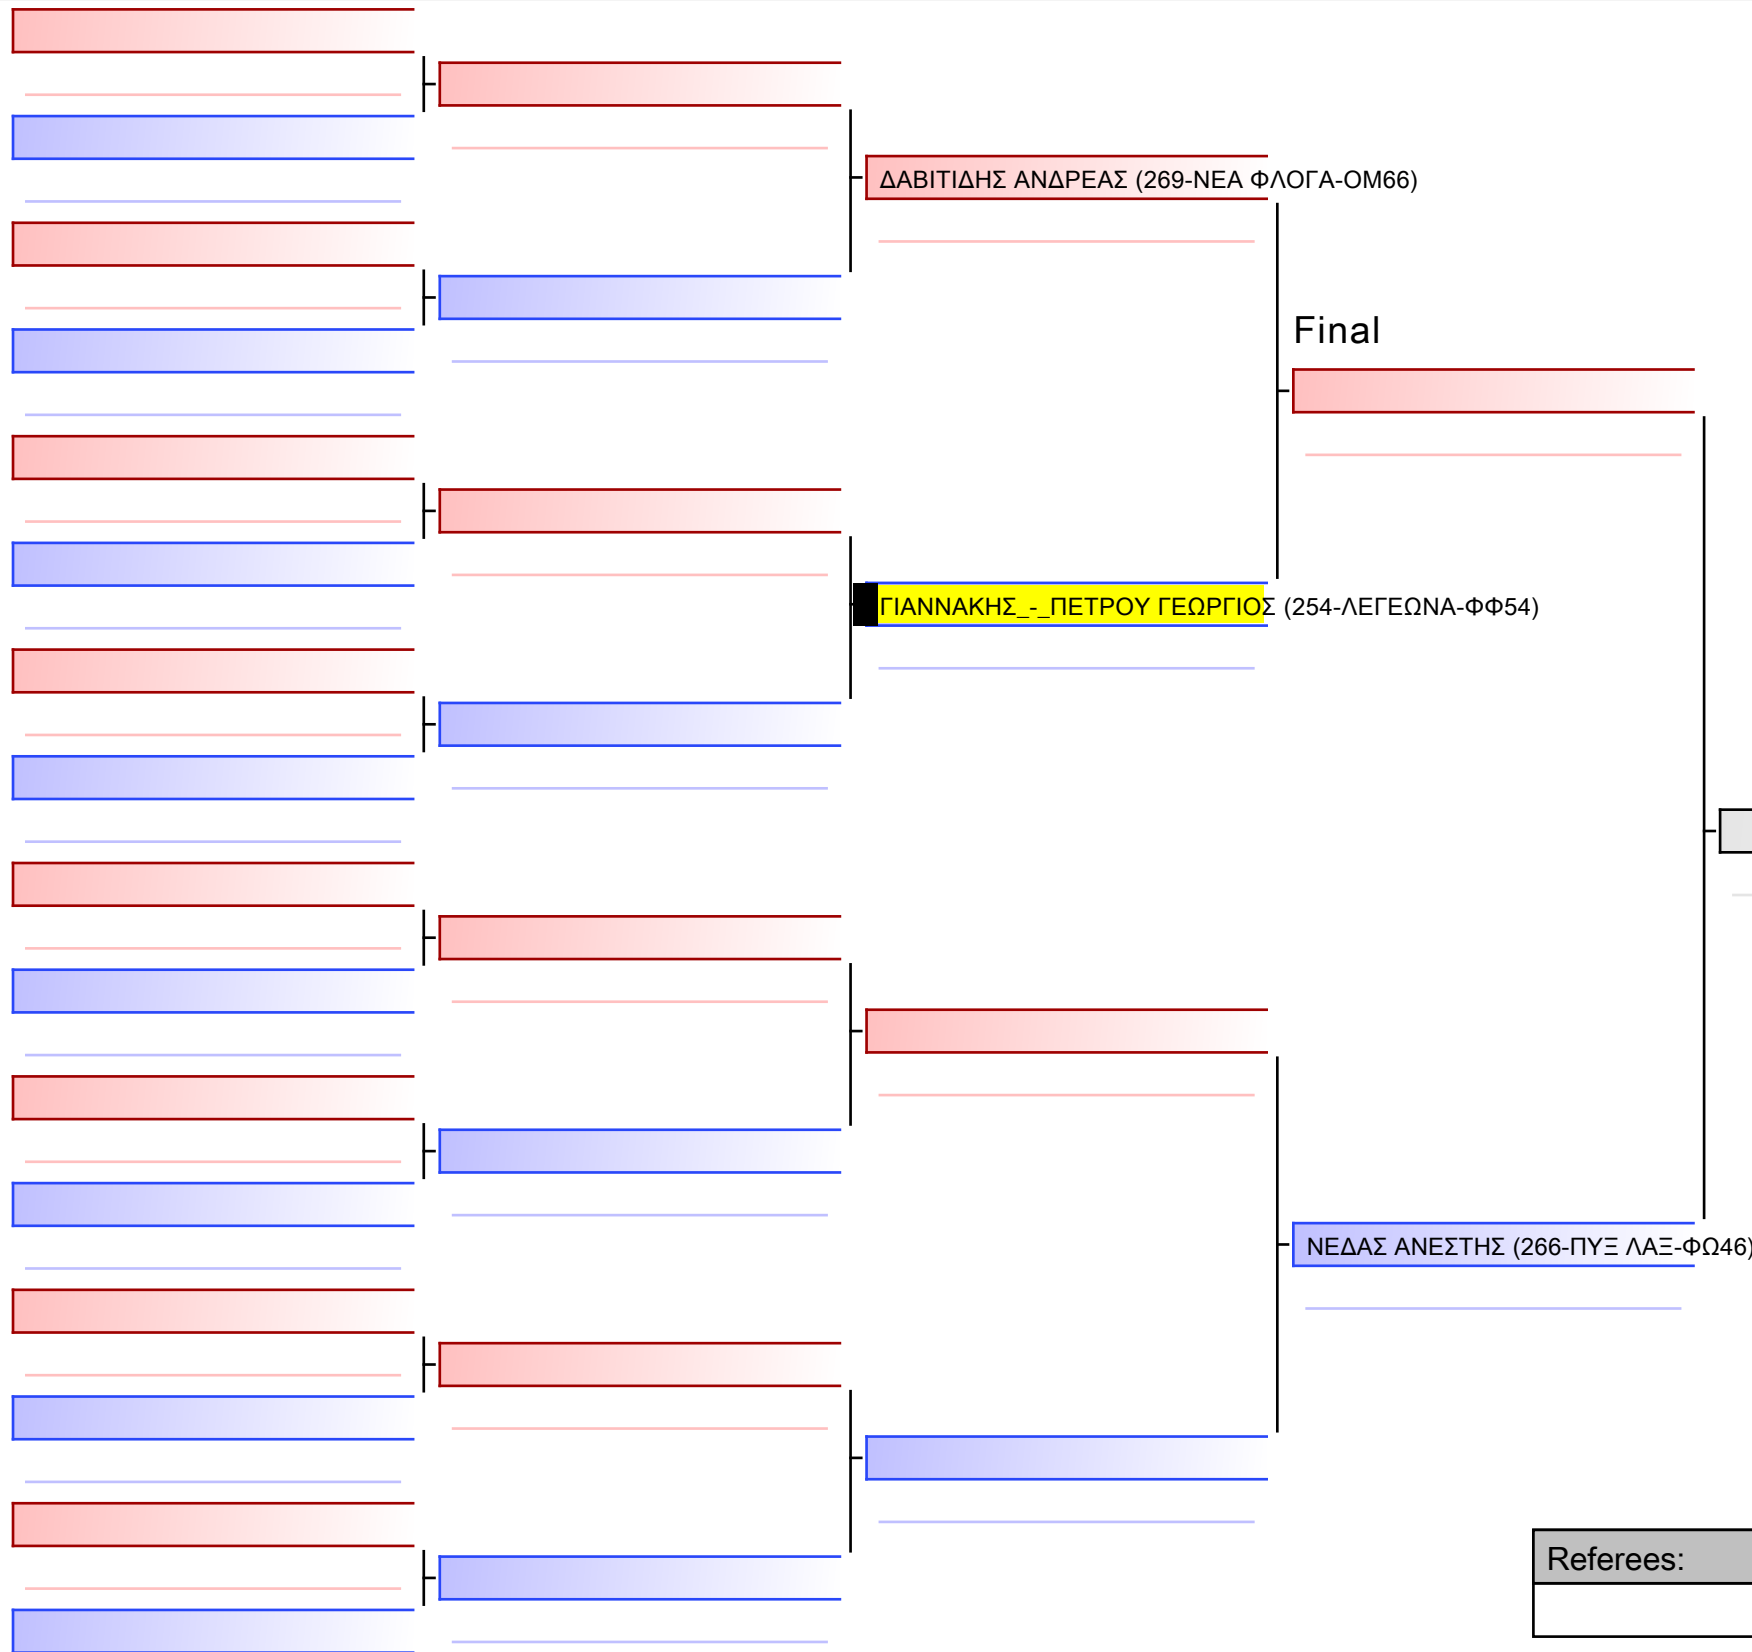 ΔΑΒΙΤΙΔΗΣ ΑΝΔΡΕΑΣ (269-ΝΕΑ ΦΛΟΓΑ-ΟΜ66)
Final
ΓΙΑΝΝΑΚΗΣ_-_ΠΕΤΡΟΥ ΓΕΩΡΓΙΟΣ (254-ΛΕΓΕΩΝΑ-ΦΦ54)
ΝΕΔΑΣ ΑΝΕΣΤΗΣ (266-ΠΥΞ ΛΑΞ-ΦΩ46)
Referees: